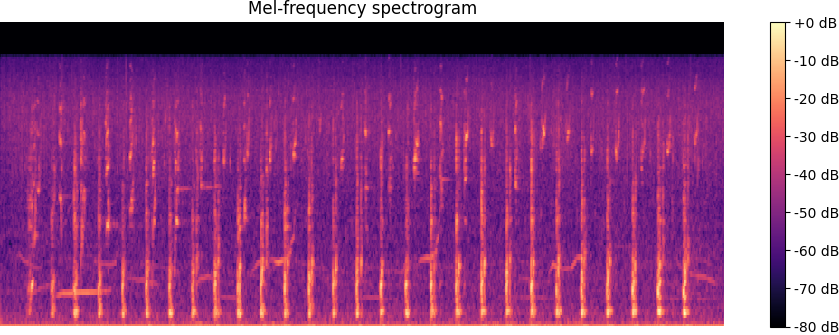 Mel-frequency spectrogram
+0 dB
-10 dB
-20 dB
-30 dB
-40 dB
-50 dB
-60 dB
-70 dB
-80 dB